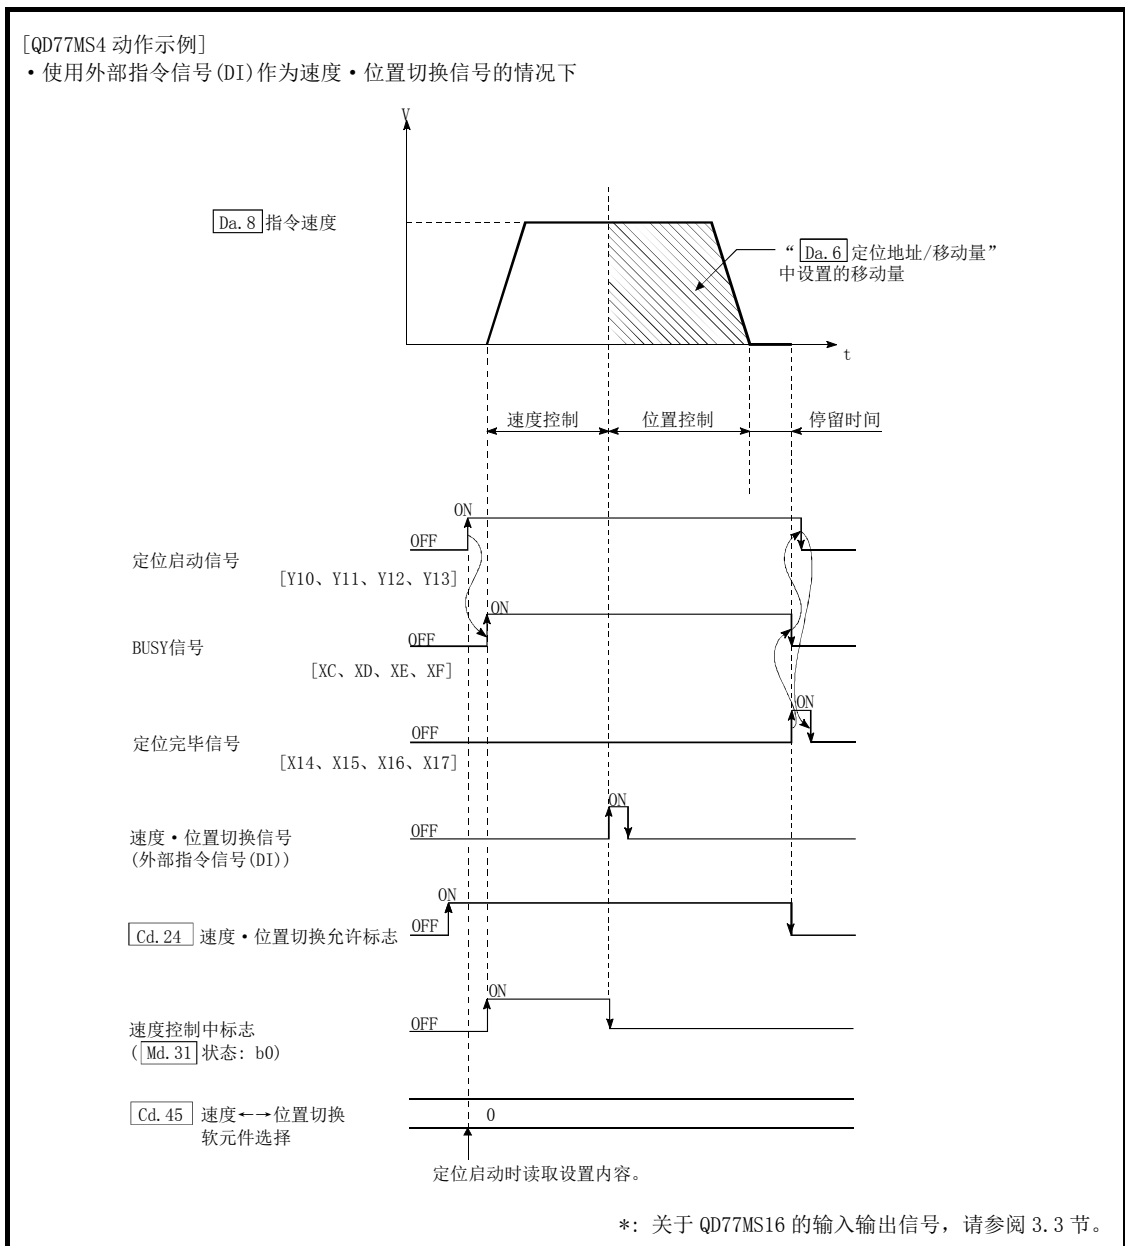 [QD77MS4 动作示例]
・使用外部指令信号(DI)作为速度・位置切换信号的情况下
V
Da.8 指令速度
“ Da.6 定位地址/移动量”
中设置的移动量
t
速度控制
位置控制
停留时间
ON
OFF
定位启动信号
[Y10、Y11、Y12、Y13]
ON
OFF
BUSY信号
[XC、XD、XE、XF]
ON
OFF
定位完毕信号
[X14、X15、X16、X17]
ON
OFF
速度・位置切换信号
(外部指令信号(DI))
ON
OFF
Cd.24 速度・位置切换允许标志
ON
OFF
速度控制中标志
( Md.31 状态: b0)
Cd.45 速度←→位置切换
软元件选择
0
定位启动时读取设置内容。
*: 关于 QD77MS16 的输入输出信号，请参阅 3.3 节。